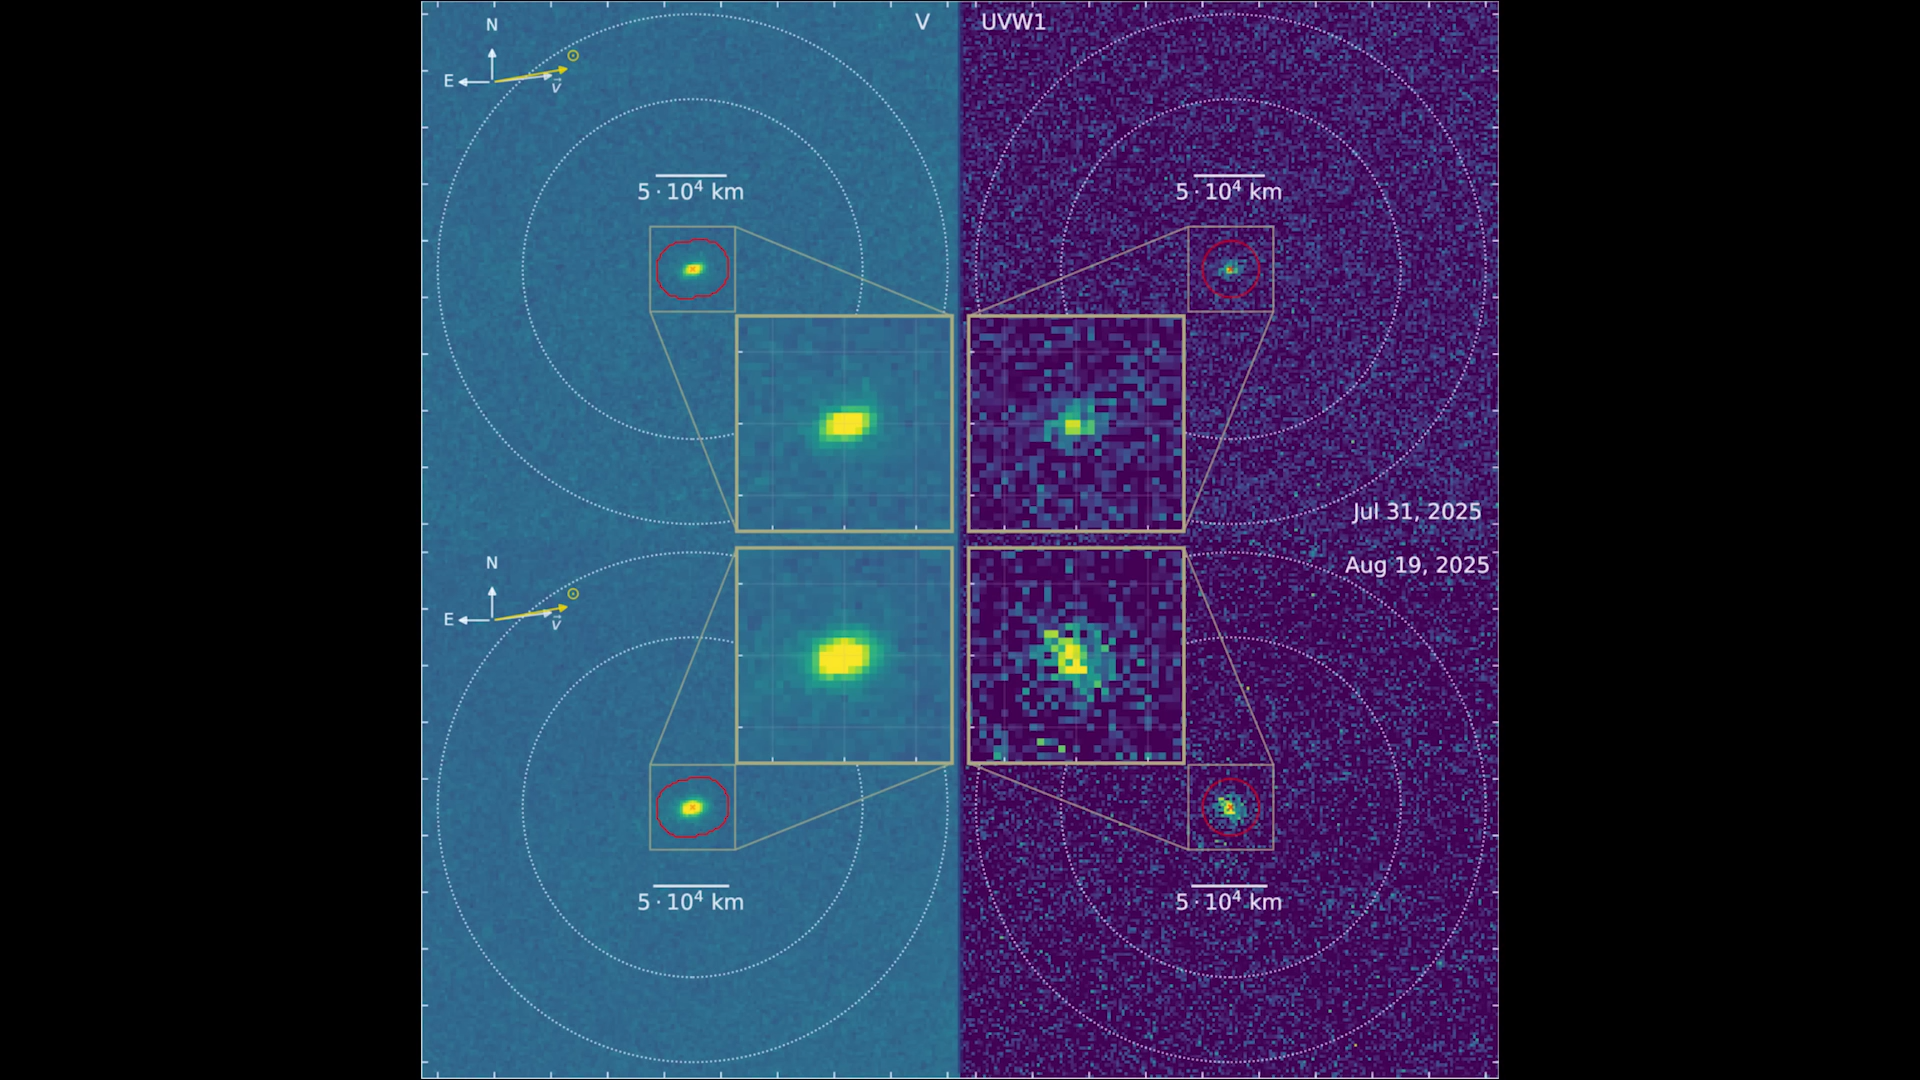 V
UVW1
N
E
☉
v⃗
5 · 10⁴ km
5 · 10⁴ km
Jul 31, 2025
Aug 19, 2025
N
E
☉
v⃗
5 · 10⁴ km
5 · 10⁴ km